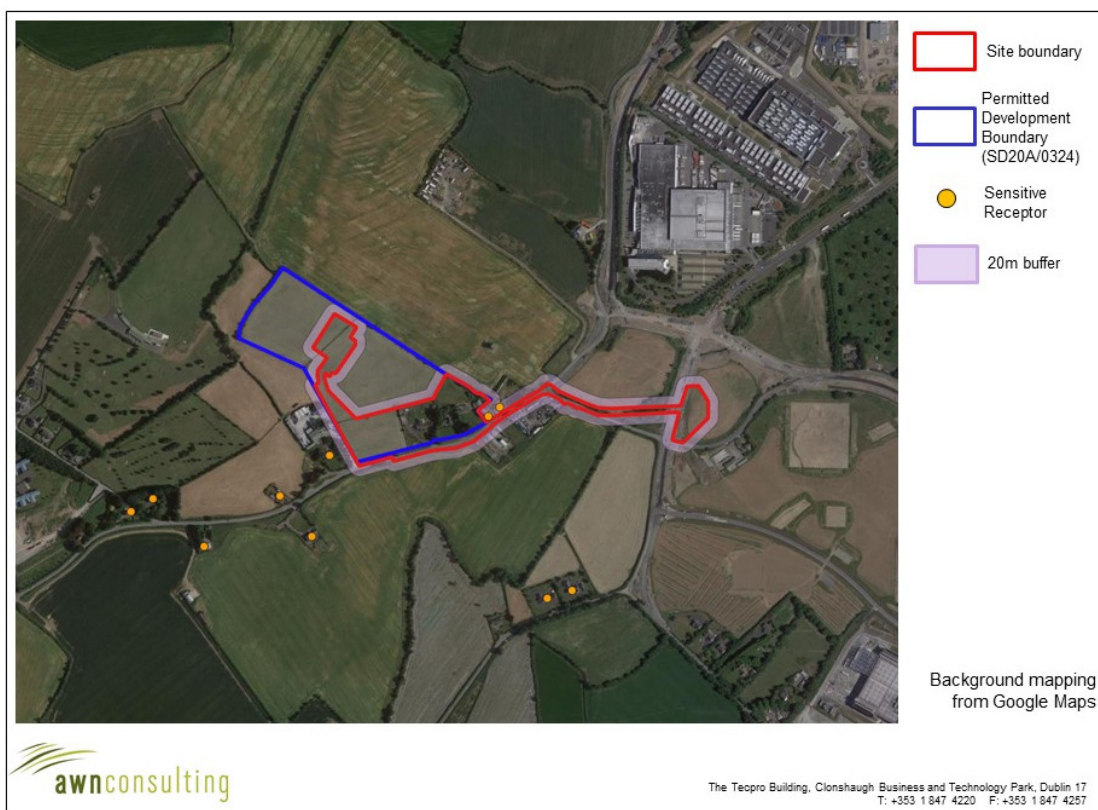 Site boundary
Permitted
Development
Boundary
(SD20A/0324)
Sensitive
Receptor
20m buffer
Background mapping
from Google Maps
awnconsulting
The Tecpro Building, Clonshaugh Business and Technology Park, Dublin 17
T: +353 1 847 4220 F: +353 1 847 4257